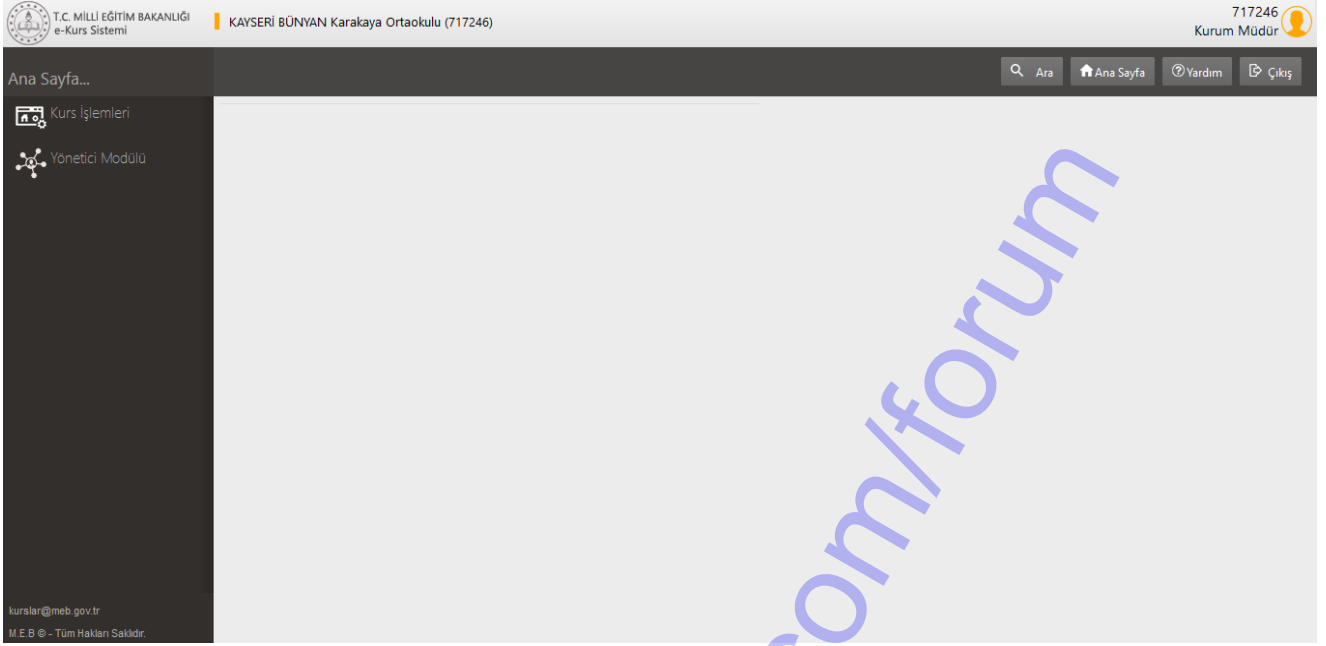 T.C. MİLLİ EĞİTİM BAKANLIĞI
e-Kurs Sistemi
KAYSERİ BÜNYAN Karakaya Ortaokulu (717246)
717246
Kurum Müdür
Ana Sayfa...
Ara
Ana Sayfa
Yardım
Çıkış
Kurs İşlemleri
Yönetici Modülü
om/forum
kurslar@meb.gov.tr
M.E.B © - Tüm Hakları Saklıdır.